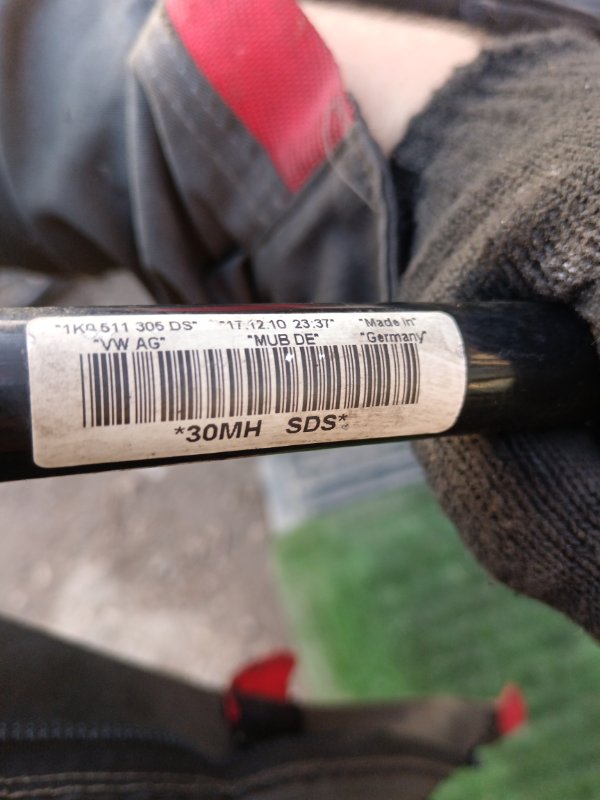 "1K0 511 305 DS" "17.12.10 23:37" "Made in"
"VW AG" "MUB DE" "Germany"
*30MH SDS*